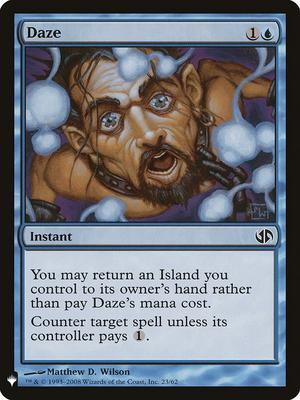 Daze 1
Instant
You may return an Island you
control to its owner's hand rather
than pay Daze's mana cost.
Counter target spell unless its
controller pays 1.
Matthew D. Wilson
™ & © 1993-2008 Wizards of the Coast, Inc. 23/62